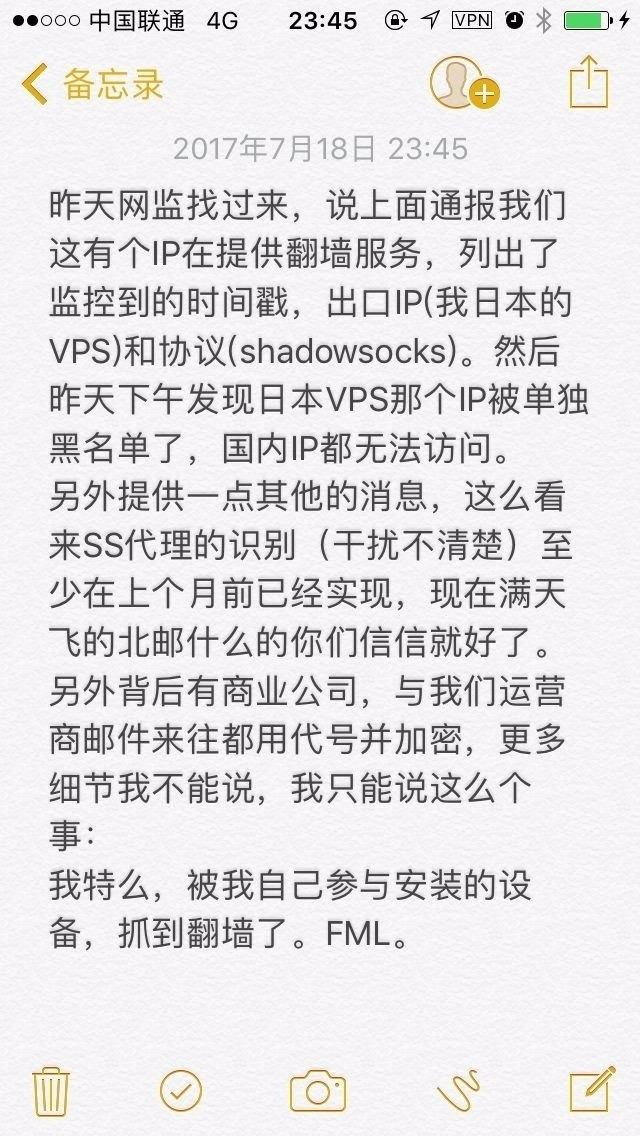 中国联通 4G 23:45 VPN
备忘录
2017年7月18日 23:45
昨天网监找过来，说上面通报我们
这有个IP在提供翻墙服务，列出了
监控到的时间戳，出口IP(我日本的
VPS)和协议(shadowsocks)。然后
昨天下午发现日本VPS那个IP被单独
黑名单了，国内IP都无法访问。
另外提供一点其他的消息，这么看
来SS代理的识别（干扰不清楚）至
少在上个月前已经实现，现在满天
飞的北邮什么的你们信信就好了。
另外背后有商业公司，与我们运营
商邮件来往都用代号并加密，更多
细节我不能说，我只能说这么个
事：
我特么，被我自己参与安装的设
备，抓到翻墙了。FML。